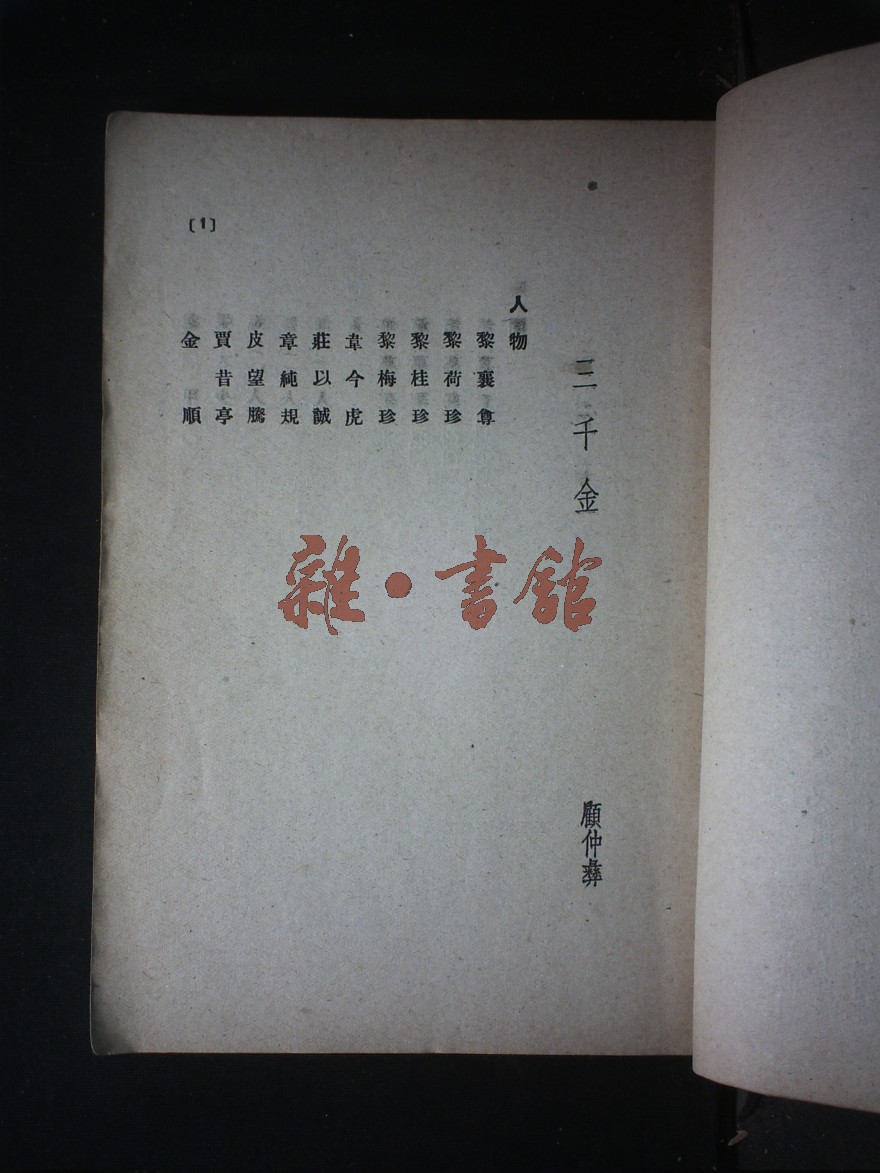 三千金
顧仲彝
人物
黎襄尊
黎荷珍
黎桂珍
黎梅珍
韋今虎
莊以誠
章純規
皮望騰
賈昔亭
金順
〔1〕
雜·書館